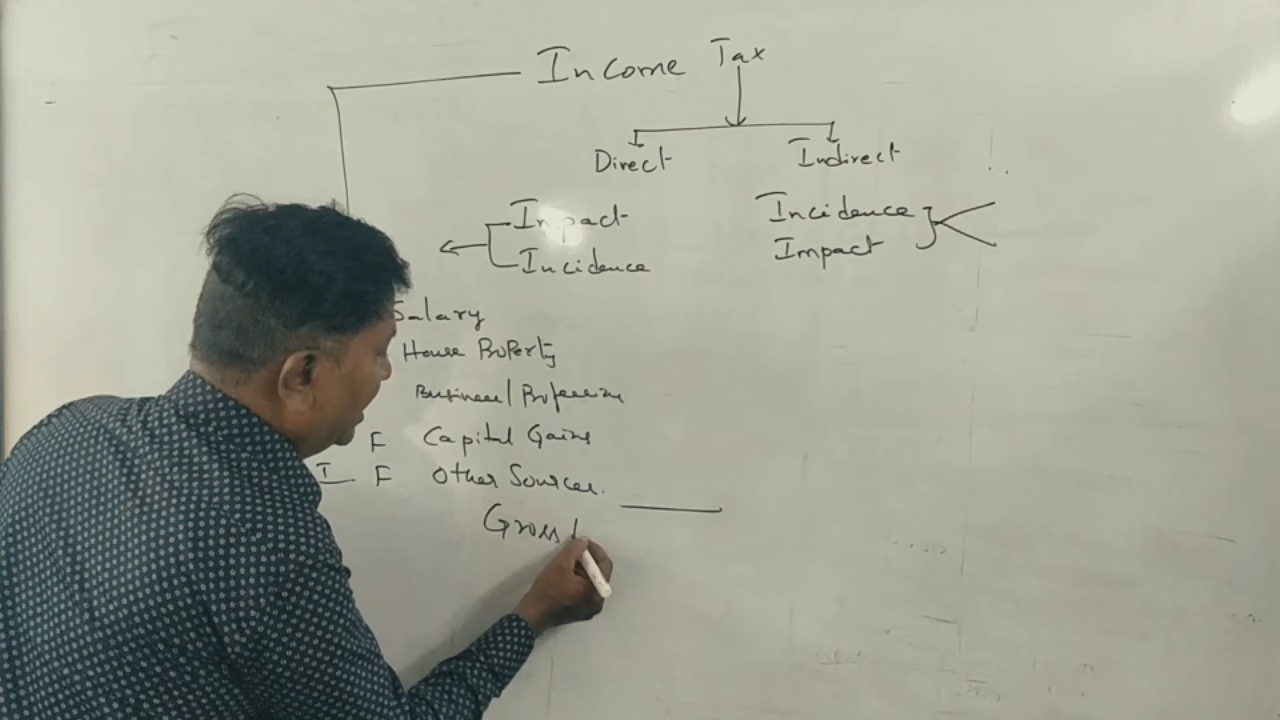 Income Tax
Direct Indirect
Impact Incidence
Incidence Impact
Salary
House Property
Business/Profession
F Capital Gains
I F Other Sources.
Gross